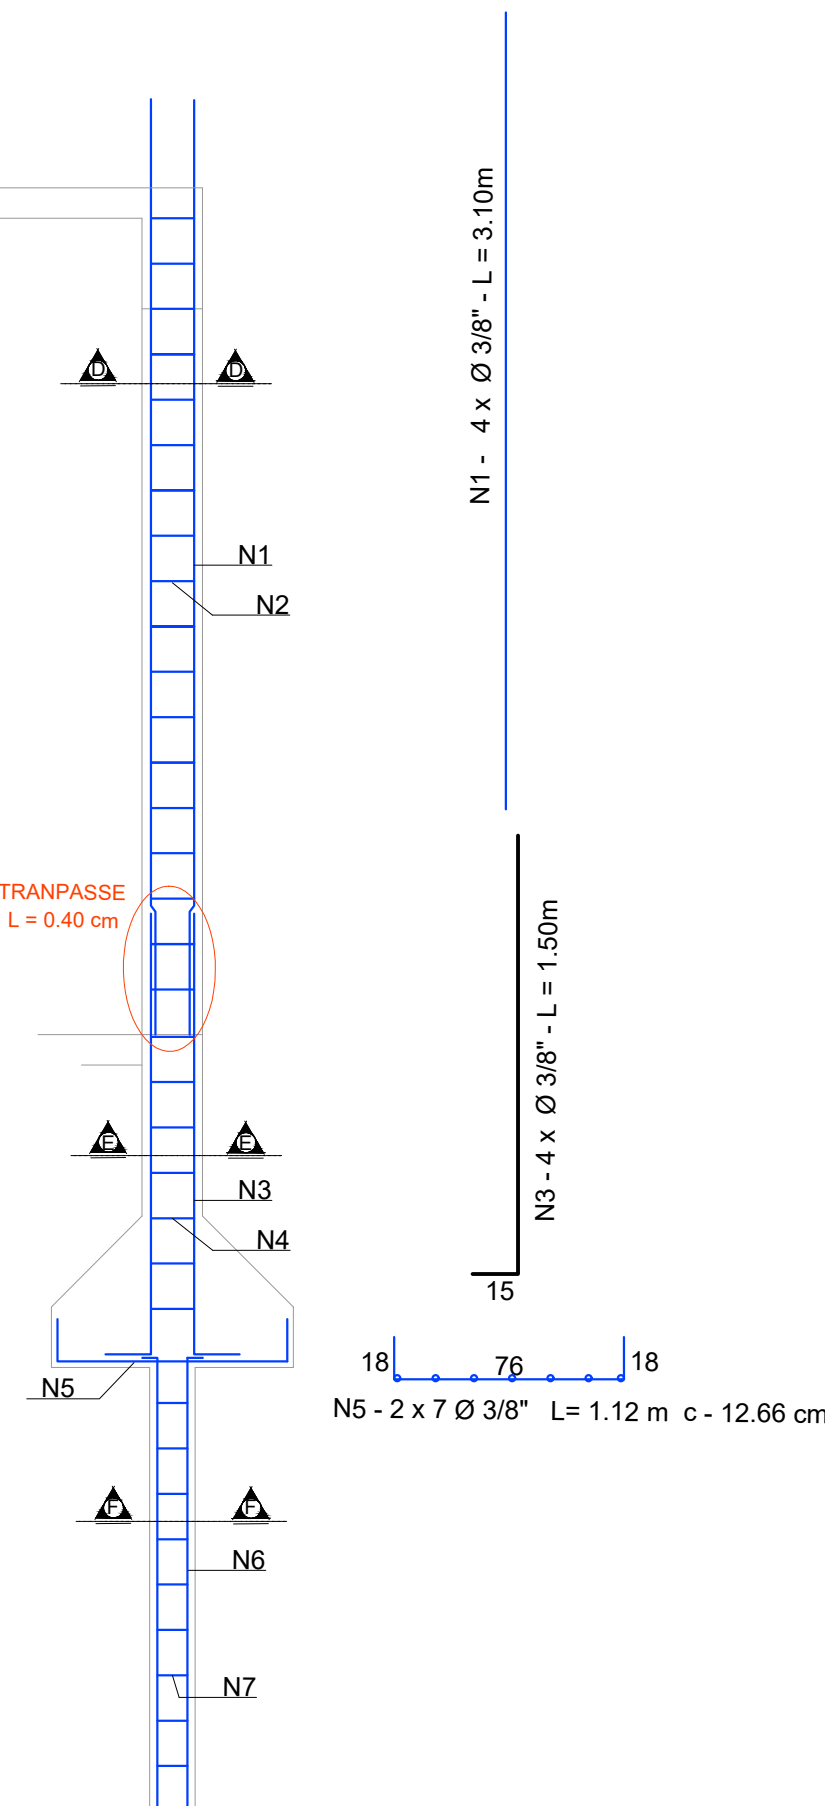 N1 -   4 x  Ø 3/8" - L = 3.10m
D
D
N1
N2
TRANPASSE
L = 0.40 cm
N3 - 4 x  Ø 3/8" - L = 1.50m
E
E
N3
N4
15
18
76
18
N5
N5 - 2 x 7 Ø 3/8"   L= 1.12 m  c - 12.66 cm
F
F
N6
N7